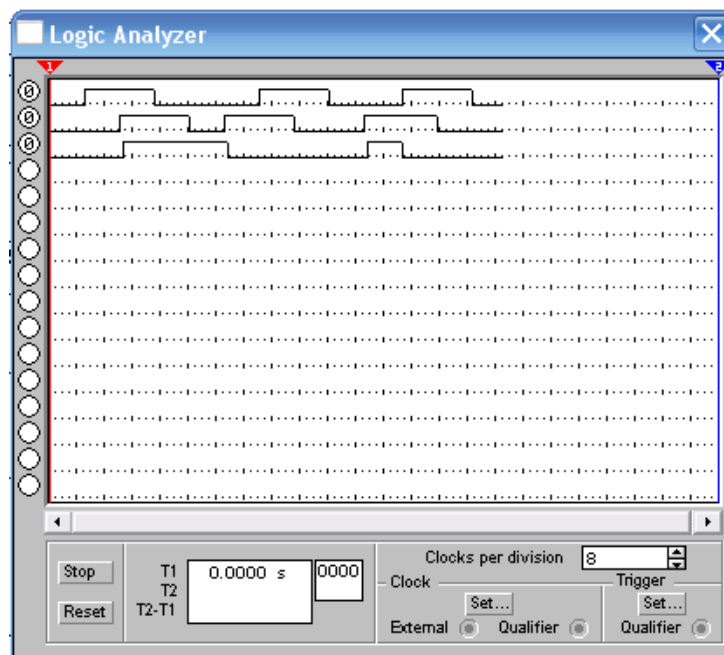 Logic Analyzer
1
2
0
0
0
Stop
Reset
T1
T2
T2-T1
0.0000 s
0000
Clocks per division
8
Clock
Set...
External
Qualifier
Trigger
Set...
Qualifier